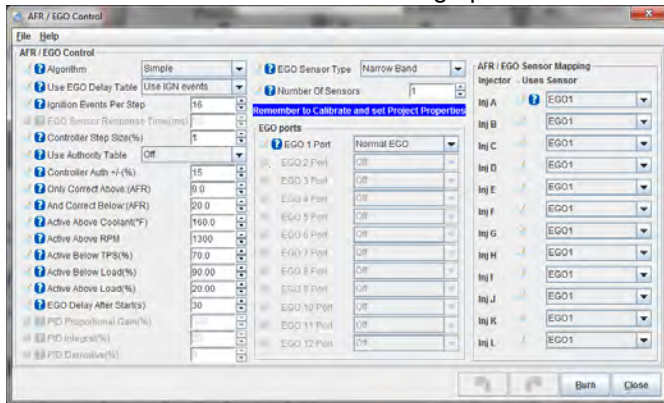 AFR / EGO Control
File Help
AFR / EGO Control
Algorithm Simple
Use EGO Delay Table Use IGN events
Ignition Events Per Step 16
EGO Sensor Response Time(ms)
Controller Step Size(%) 1
Use Authority Table Off
Controller Auth +/-(%) 15
Only Correct Above:(AFR) 9.0
And Correct Below:(AFR) 20.0
Active Above Coolant(°F) 160.0
Active Above RPM 1300
Active Below TPS(%) 70.0
Active Below Load(%) 90.00
Active Above Load(%) 20.00
EGO Delay After Start(s) 30
PID Proportional Gain(%) 100
PID Integral(%)
PID Derivative(%) 0
EGO Sensor Type Narrow Band
Number Of Sensors 1
Remember to Calibrate and set Project Properties
EGO ports
EGO 1 Port Normal EGO
EGO 2 Port Off
EGO 3 Port Off
EGO 4 Port Off
EGO 5 Port Off
EGO 6 Port Off
EGO 7 Port Off
EGO 8 Port Off
EGO 9 Port Off
EGO 10 Port Off
EGO 11 Port Off
EGO 12 Port Off
AFR / EGO Sensor Mapping
Injector - Uses Sensor
Inj A EGO1
Inj B EGO1
Inj C EGO1
Inj D EGO1
Inj E EGO1
Inj F EGO1
Inj G EGO1
Inj H EGO1
Inj I EGO1
Inj J EGO1
Inj K EGO1
Inj L EGO1
Burn Close